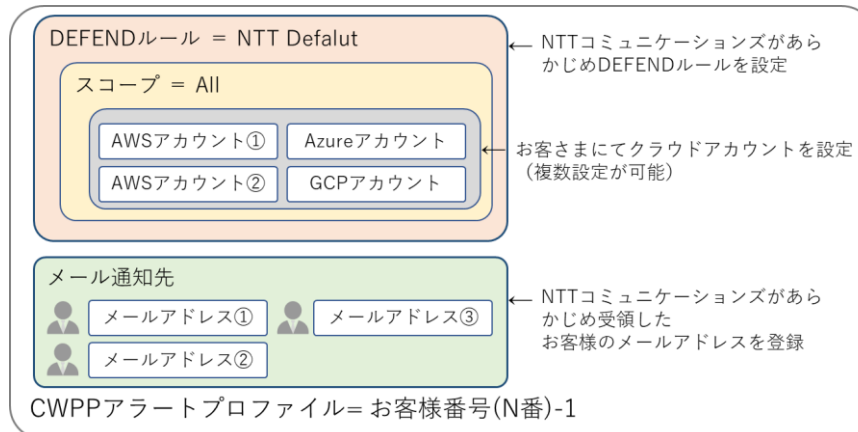 DEFENDルール = NTT Defalut
スコープ = All
AWSアカウント①
Azureアカウント
AWSアカウント②
GCPアカウント
← NTTコミュニケーションズがあら
かじめDEFENDルールを設定
← お客さまにてクラウドアカウントを設定
（複数設定が可能）
メール通知先
メールアドレス①
メールアドレス③
メールアドレス②
← NTTコミュニケーションズがあら
かじめ受領した
お客様のメールアドレスを登録
CWPPアラートプロファイル= お客様番号(N番)-1